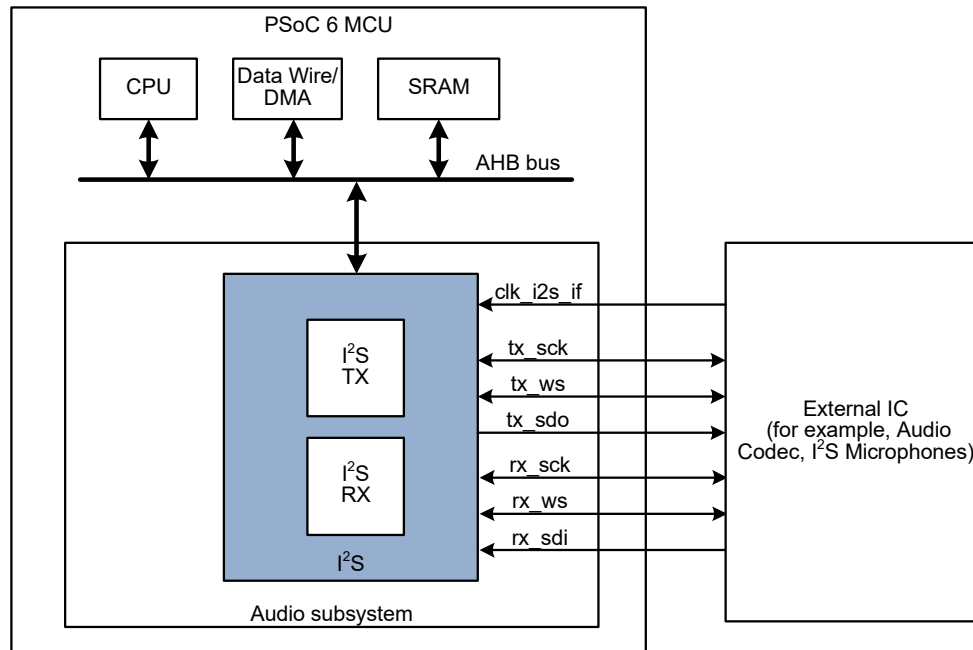 PSoC 6 MCU
CPU
Data Wire/
DMA
SRAM
AHB bus
clk_i2s_if
I²S
TX
tx_sck
tx_ws
tx_sdo
I²S
RX
rx_sck
rx_ws
rx_sdi
I²S
Audio subsystem
External IC
(for example, Audio
Codec, I²S Microphones)